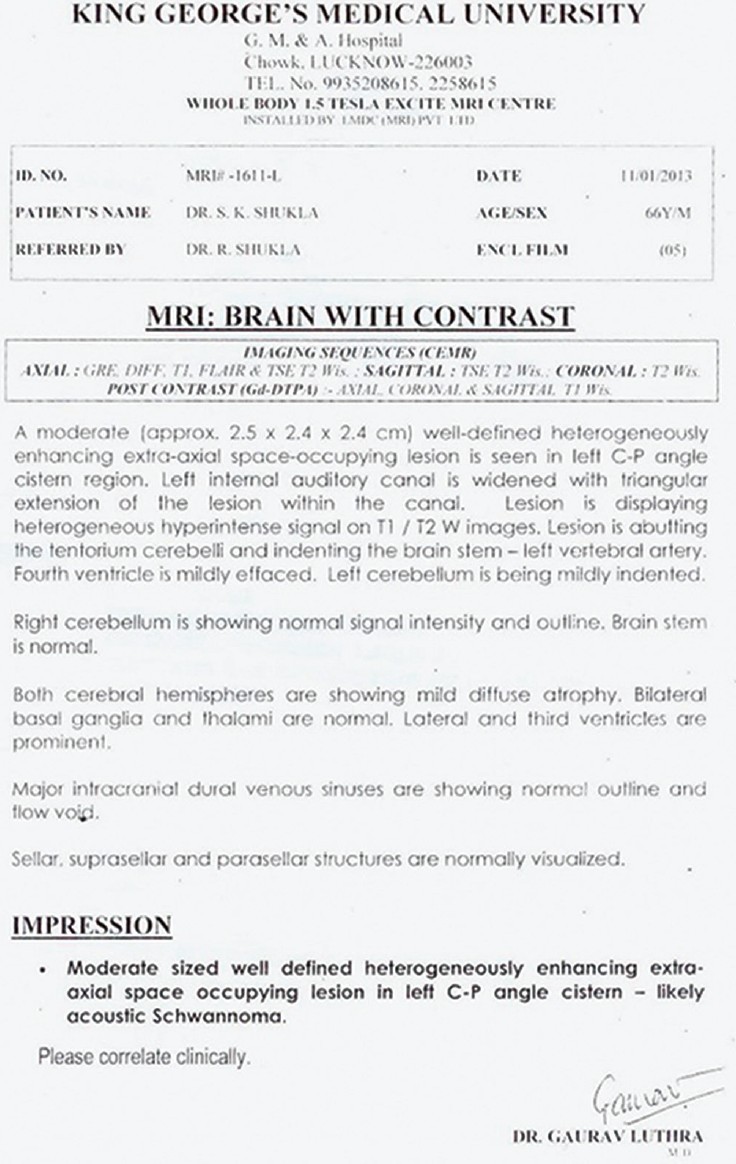 KING GEORGE'S MEDICAL UNIVERSITY
G. M. & A. Hospital
Chowk, LUCKNOW-226003
TEL. No. 9935208615, 2258615
WHOLE BODY 1.5 TESLA EXCITE MRI CENTRE
INSTALLED BY LMDC (MRI) PVT LTD
ID. NO. MRI# -1611-L DATE 11/01/2013
PATIENT'S NAME DR. S. K. SHUKLA AGE/SEX 66Y/M
REFERRED BY DR. R. SHUKLA ENCL FILM (05)
MRI: BRAIN WITH CONTRAST
IMAGING SEQUENCES (CEMR)
AXIAL : GRE, DIFF, T1, FLAIR & TSE T2 Wis. ; SAGITTAL : TSE T2 Wis.; CORONAL : T2 Wis.
POST CONTRAST (Gd-DTPA) :- AXIAL, CORONAL & SAGITTAL T1 Wis.
A moderate (approx. 2.5 x 2.4 x 2.4 cm) well-defined heterogeneously
enhancing extra-axial space-occupying lesion is seen in left C-P angle
cistern region. Left internal auditory canal is widened with triangular
extension of the lesion within the canal. Lesion is displaying
heterogeneous hyperintense signal on T1 / T2 W images. Lesion is abutting
the tentorium cerebelli and indenting the brain stem – left vertebral artery.
Fourth ventricle is mildly effaced. Left cerebellum is being mildly indented.
Right cerebellum is showing normal signal intensity and outline. Brain stem
is normal.
Both cerebral hemispheres are showing mild diffuse atrophy. Bilateral
basal ganglia and thalami are normal. Lateral and third ventricles are
prominent.
Major intracranial dural venous sinuses are showing normal outline and
flow void.
Sellar, suprasellar and parasellar structures are normally visualized.
IMPRESSION
• Moderate sized well defined heterogeneously enhancing extra-
axial space occupying lesion in left C-P angle cistern – likely
acoustic Schwannoma.
Please correlate clinically.
Gaurav
DR. GAURAV LUTHRA
M.D